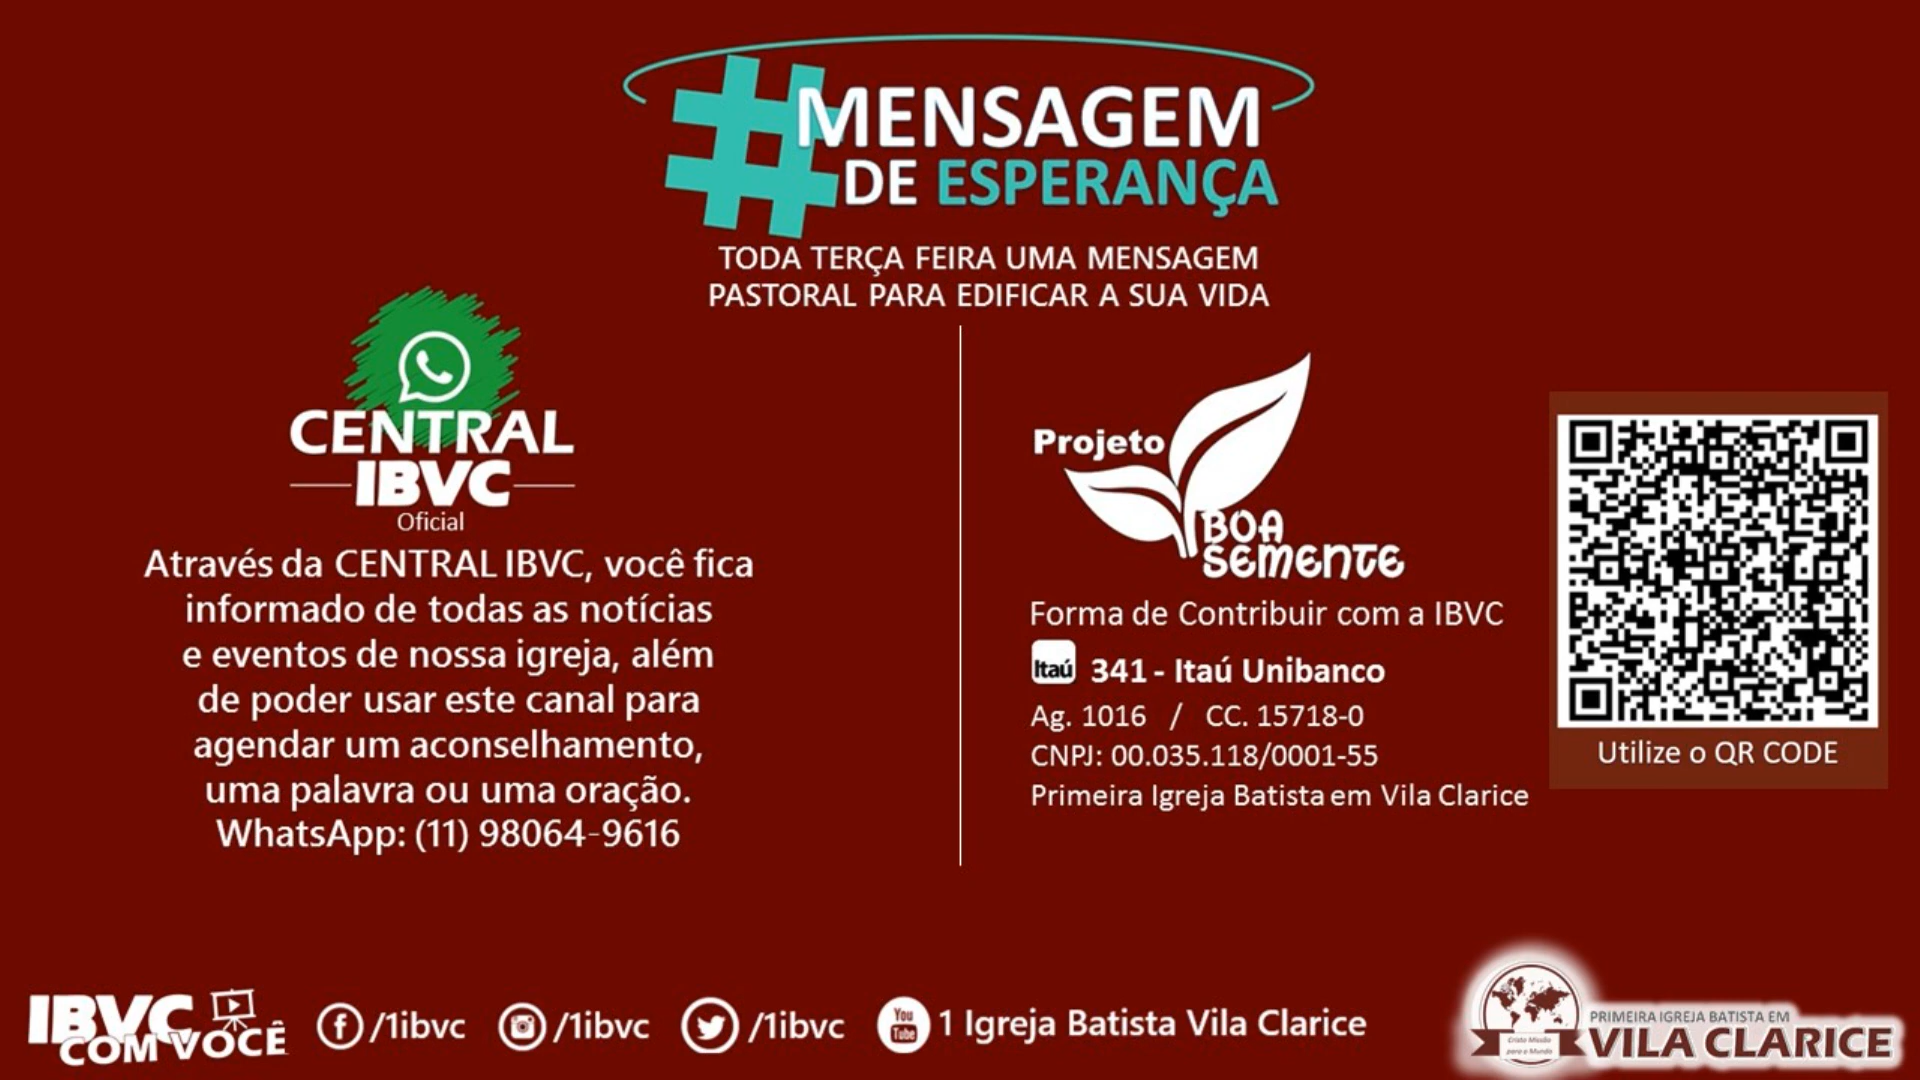 #MENSAGEM
DE ESPERANÇA
TODA TERÇA FEIRA UMA MENSAGEM
PASTORAL PARA EDIFICAR A SUA VIDA
CENTRAL
IBVC
Oficial
Através da CENTRAL IBVC, você fica
informado de todas as notícias
e eventos de nossa igreja, além
de poder usar este canal para
agendar um aconselhamento,
uma palavra ou uma oração.
WhatsApp: (11) 98064-9616
Projeto
BOA
SEMENTE
Forma de Contribuir com a IBVC
Itaú 341 - Itaú Unibanco
Ag. 1016 / CC. 15718-0
CNPJ: 00.035.118/0001-55
Primeira Igreja Batista em Vila Clarice
Utilize o QR CODE
IBVC
COM VOCÊ
/1ibvc
/1ibvc
/1ibvc
You
Tube
1 Igreja Batista Vila Clarice
Cristo Missão
para o Mundo
PRIMEIRA IGREJA BATISTA EM
VILA CLARICE